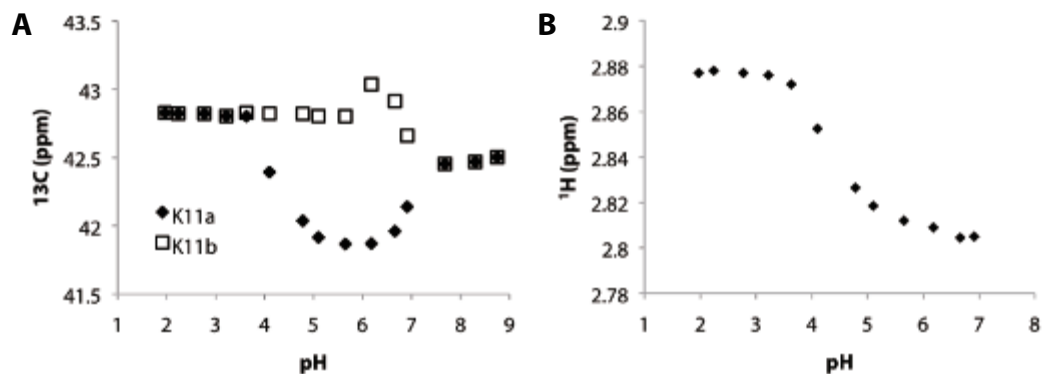 A
13C (ppm)
43.5
43
42.5
42
41.5
K11a
K11b
1 2 3 4 5 6 7 8 9
pH
B
¹H (ppm)
2.9
2.88
2.86
2.84
2.82
2.8
2.78
1 2 3 4 5 6 7 8
pH